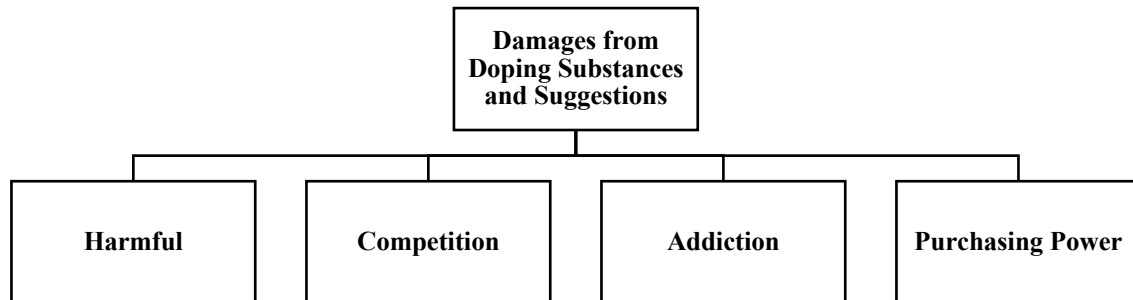 Damages from
Doping Substances
and Suggestions
Harmful
Competition
Addiction
Purchasing Power